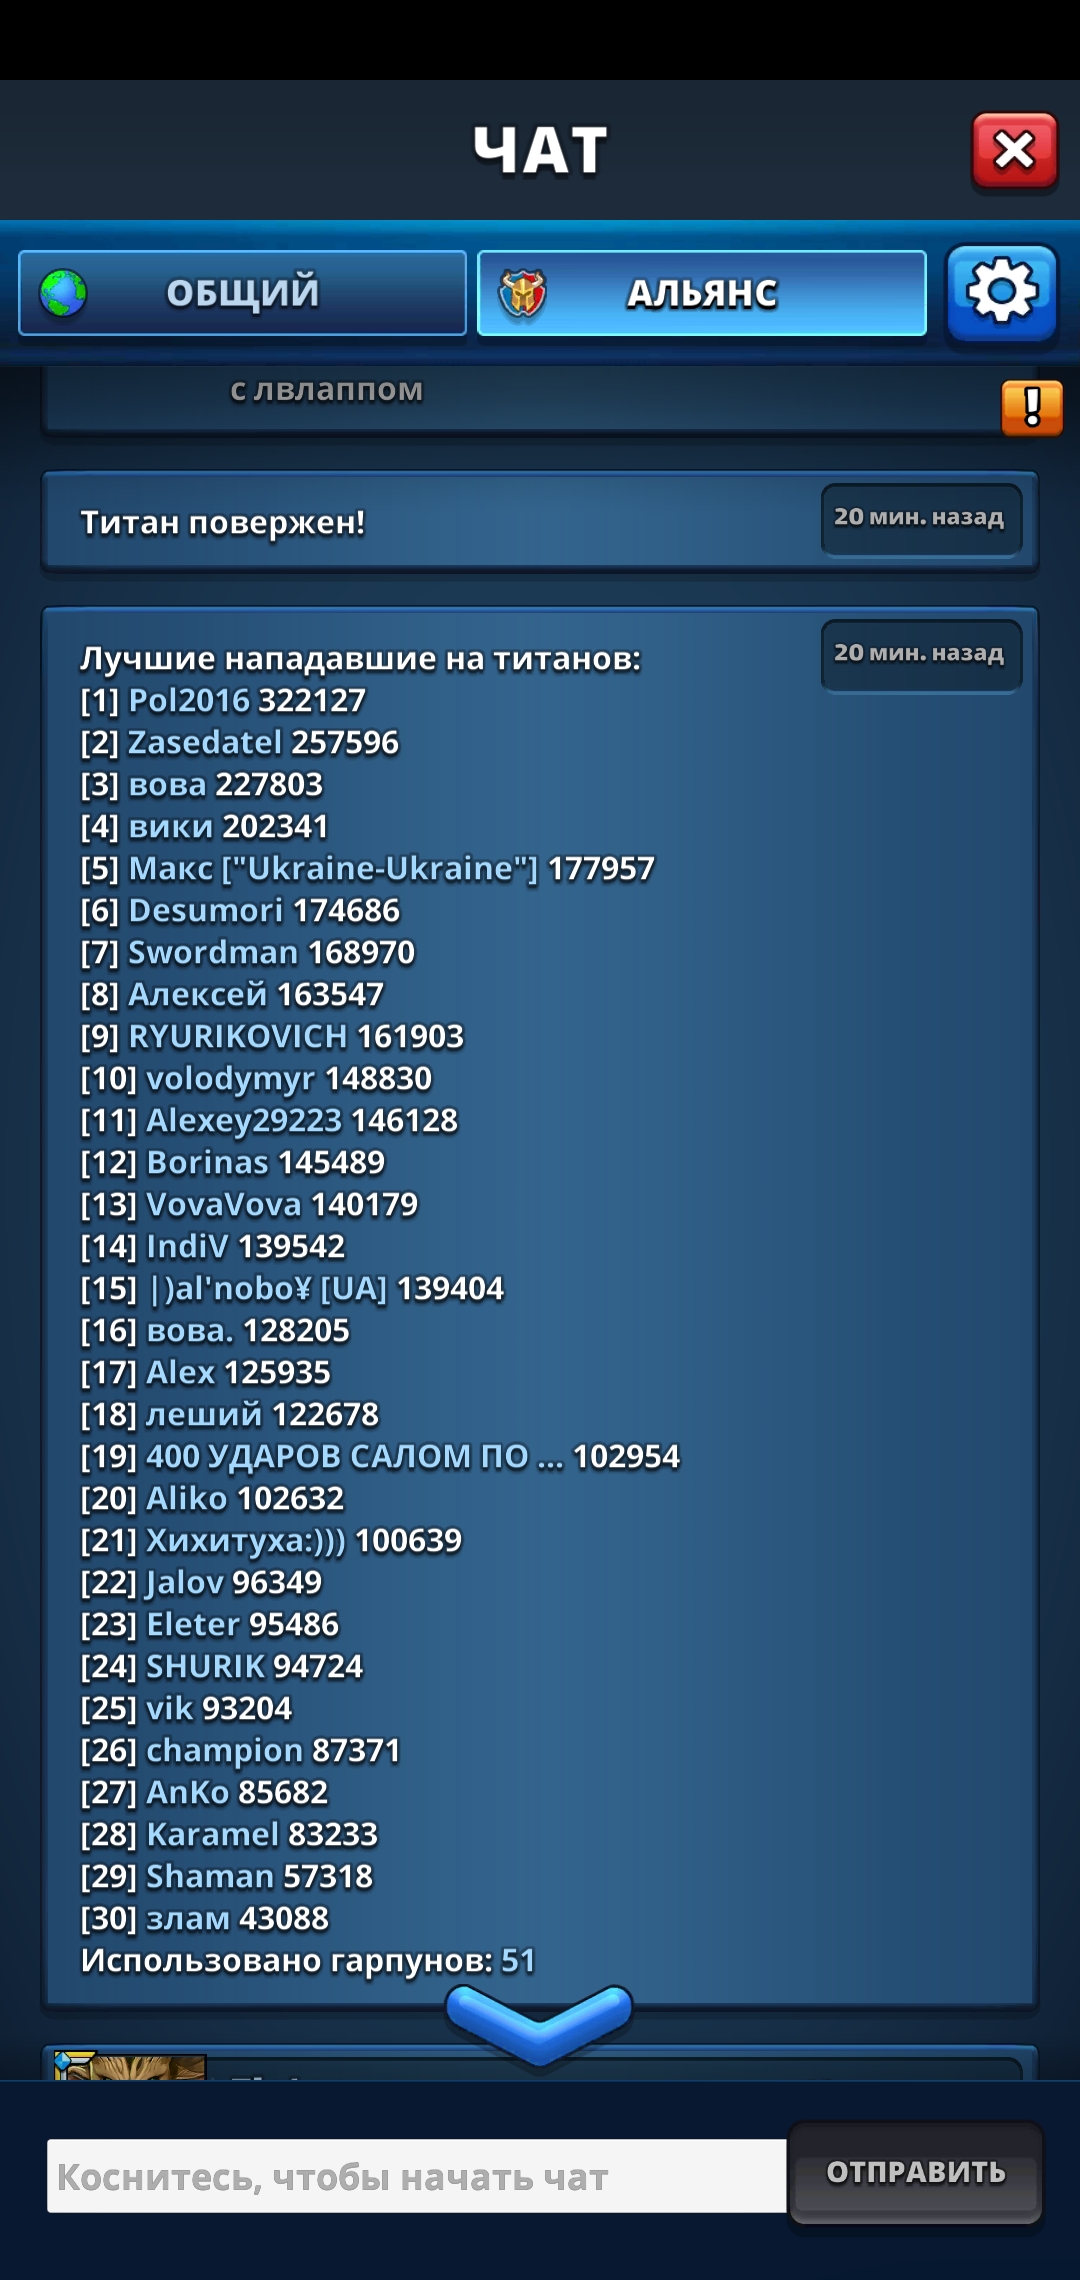 ЧАТ
ОБЩИЙ
АЛЬЯНС
с лвлаппом
!
Титан повержен!
20 мин. назад
20 мин. назад
Лучшие нападавшие на титанов:
[1] Pol2016 322127
[2] Zasedatel 257596
[3] вова 227803
[4] вики 202341
[5] Макс ["Ukraine-Ukraine"] 177957
[6] Desumori 174686
[7] Swordman 168970
[8] Алексей 163547
[9] RYURIKOVICH 161903
[10] volodymyr 148830
[11] Alexey29223 146128
[12] Borinas 145489
[13] VovaVova 140179
[14] IndiV 139542
[15] |)al'nobo¥ [UA] 139404
[16] вова. 128205
[17] Alex 125935
[18] леший 122678
[19] 400 УДАРОВ САЛОМ ПО ... 102954
[20] Aliko 102632
[21] Хихитуха:))) 100639
[22] Jalov 96349
[23] Eleter 95486
[24] SHURIK 94724
[25] vik 93204
[26] champion 87371
[27] AnKo 85682
[28] Karamel 83233
[29] Shaman 57318
[30] злам 43088
Использовано гарпунов: 51
Коснитесь, чтобы начать чат
ОТПРАВИТЬ